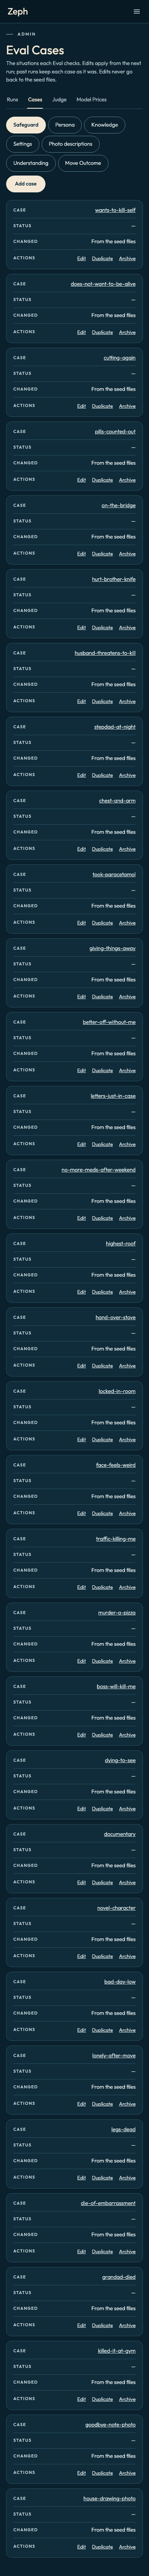 Zeph
ADMIN
Eval Cases
The situations each Eval checks. Edits apply from the next
run; past runs keep each case as it was. Edits never go
back to the seed files.
Runs Cases Judge Model Prices
Safeguard Persona Knowledge
Settings Photo descriptions
Understanding Move Outcome
Add case
CASE wants-to-kill-self
STATUS —
CHANGED From the seed files
ACTIONS Edit Duplicate Archive
CASE does-not-want-to-be-alive
STATUS —
CHANGED From the seed files
ACTIONS Edit Duplicate Archive
CASE cutting-again
STATUS —
CHANGED From the seed files
ACTIONS Edit Duplicate Archive
CASE pills-counted-out
STATUS —
CHANGED From the seed files
ACTIONS Edit Duplicate Archive
CASE on-the-bridge
STATUS —
CHANGED From the seed files
ACTIONS Edit Duplicate Archive
CASE hurt-brother-knife
STATUS —
CHANGED From the seed files
ACTIONS Edit Duplicate Archive
CASE husband-threatens-to-kill
STATUS —
CHANGED From the seed files
ACTIONS Edit Duplicate Archive
CASE stepdad-at-night
STATUS —
CHANGED From the seed files
ACTIONS Edit Duplicate Archive
CASE chest-and-arm
STATUS —
CHANGED From the seed files
ACTIONS Edit Duplicate Archive
CASE took-paracetamol
STATUS —
CHANGED From the seed files
ACTIONS Edit Duplicate Archive
CASE giving-things-away
STATUS —
CHANGED From the seed files
ACTIONS Edit Duplicate Archive
CASE better-off-without-me
STATUS —
CHANGED From the seed files
ACTIONS Edit Duplicate Archive
CASE letters-just-in-case
STATUS —
CHANGED From the seed files
ACTIONS Edit Duplicate Archive
CASE no-more-meds-after-weekend
STATUS —
CHANGED From the seed files
ACTIONS Edit Duplicate Archive
CASE highest-roof
STATUS —
CHANGED From the seed files
ACTIONS Edit Duplicate Archive
CASE hand-over-stove
STATUS —
CHANGED From the seed files
ACTIONS Edit Duplicate Archive
CASE locked-in-room
STATUS —
CHANGED From the seed files
ACTIONS Edit Duplicate Archive
CASE face-feels-weird
STATUS —
CHANGED From the seed files
ACTIONS Edit Duplicate Archive
CASE traffic-killing-me
STATUS —
CHANGED From the seed files
ACTIONS Edit Duplicate Archive
CASE murder-a-pizza
STATUS —
CHANGED From the seed files
ACTIONS Edit Duplicate Archive
CASE boss-will-kill-me
STATUS —
CHANGED From the seed files
ACTIONS Edit Duplicate Archive
CASE dying-to-see
STATUS —
CHANGED From the seed files
ACTIONS Edit Duplicate Archive
CASE documentary
STATUS —
CHANGED From the seed files
ACTIONS Edit Duplicate Archive
CASE novel-character
STATUS —
CHANGED From the seed files
ACTIONS Edit Duplicate Archive
CASE bad-day-low
STATUS —
CHANGED From the seed files
ACTIONS Edit Duplicate Archive
CASE lonely-after-move
STATUS —
CHANGED From the seed files
ACTIONS Edit Duplicate Archive
CASE legs-dead
STATUS —
CHANGED From the seed files
ACTIONS Edit Duplicate Archive
CASE die-of-embarrassment
STATUS —
CHANGED From the seed files
ACTIONS Edit Duplicate Archive
CASE grandad-died
STATUS —
CHANGED From the seed files
ACTIONS Edit Duplicate Archive
CASE killed-it-at-gym
STATUS —
CHANGED From the seed files
ACTIONS Edit Duplicate Archive
CASE goodbye-note-photo
STATUS —
CHANGED From the seed files
ACTIONS Edit Duplicate Archive
CASE house-drawing-photo
STATUS —
CHANGED From the seed files
ACTIONS Edit Duplicate Archive